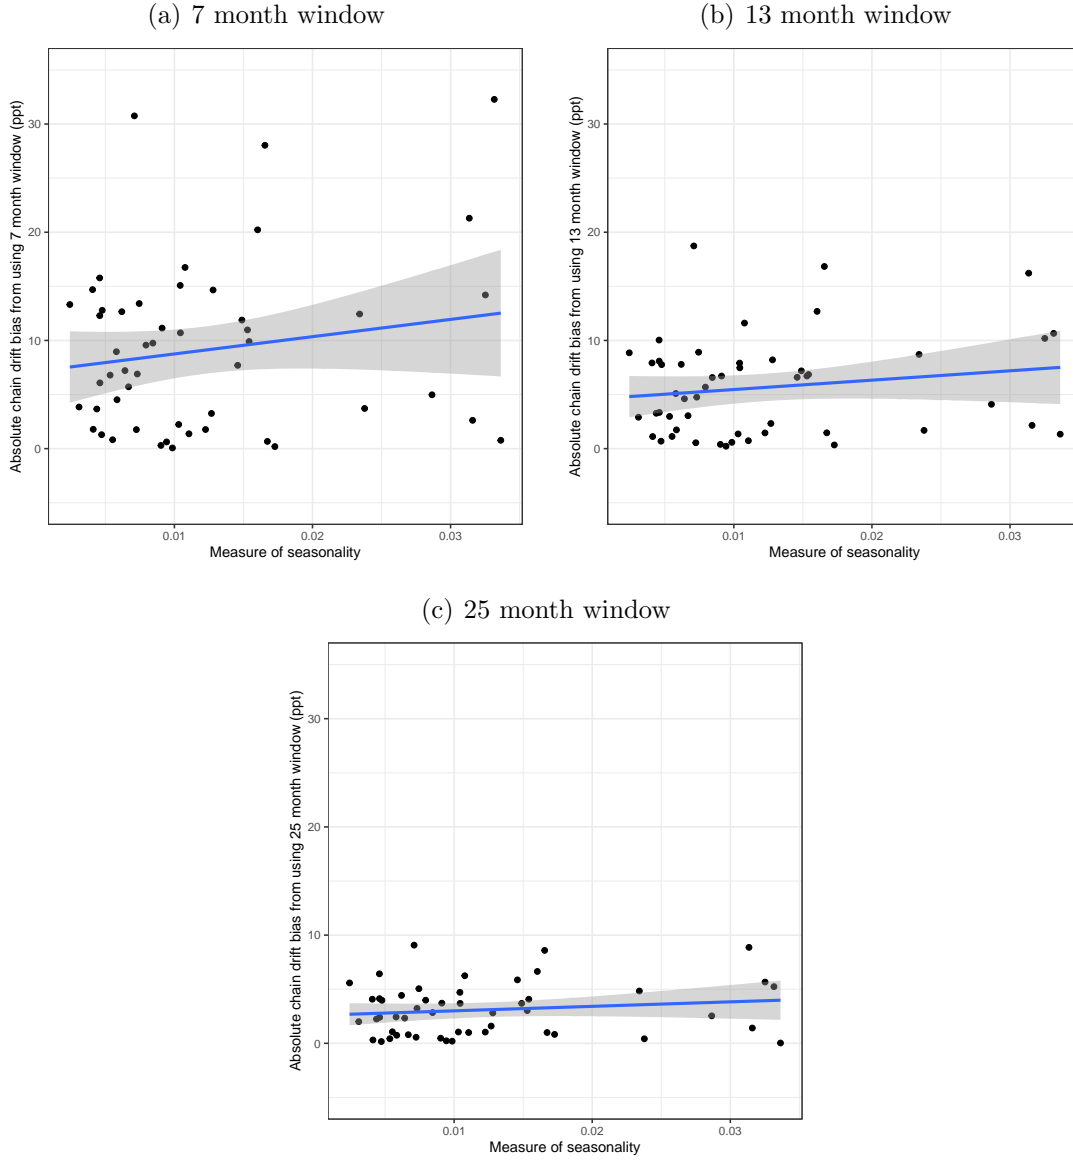 (a) 7 month window
Absolute chain drift bias from using 7 month window (ppt)
30
20
10
0
0.01 0.02 0.03
Measure of seasonality
(b) 13 month window
Absolute chain drift bias from using 13 month window (ppt)
30
20
10
0
0.01 0.02 0.03
Measure of seasonality
(c) 25 month window
Absolute chain drift bias from using 25 month window (ppt)
30
20
10
0
0.01 0.02 0.03
Measure of seasonality